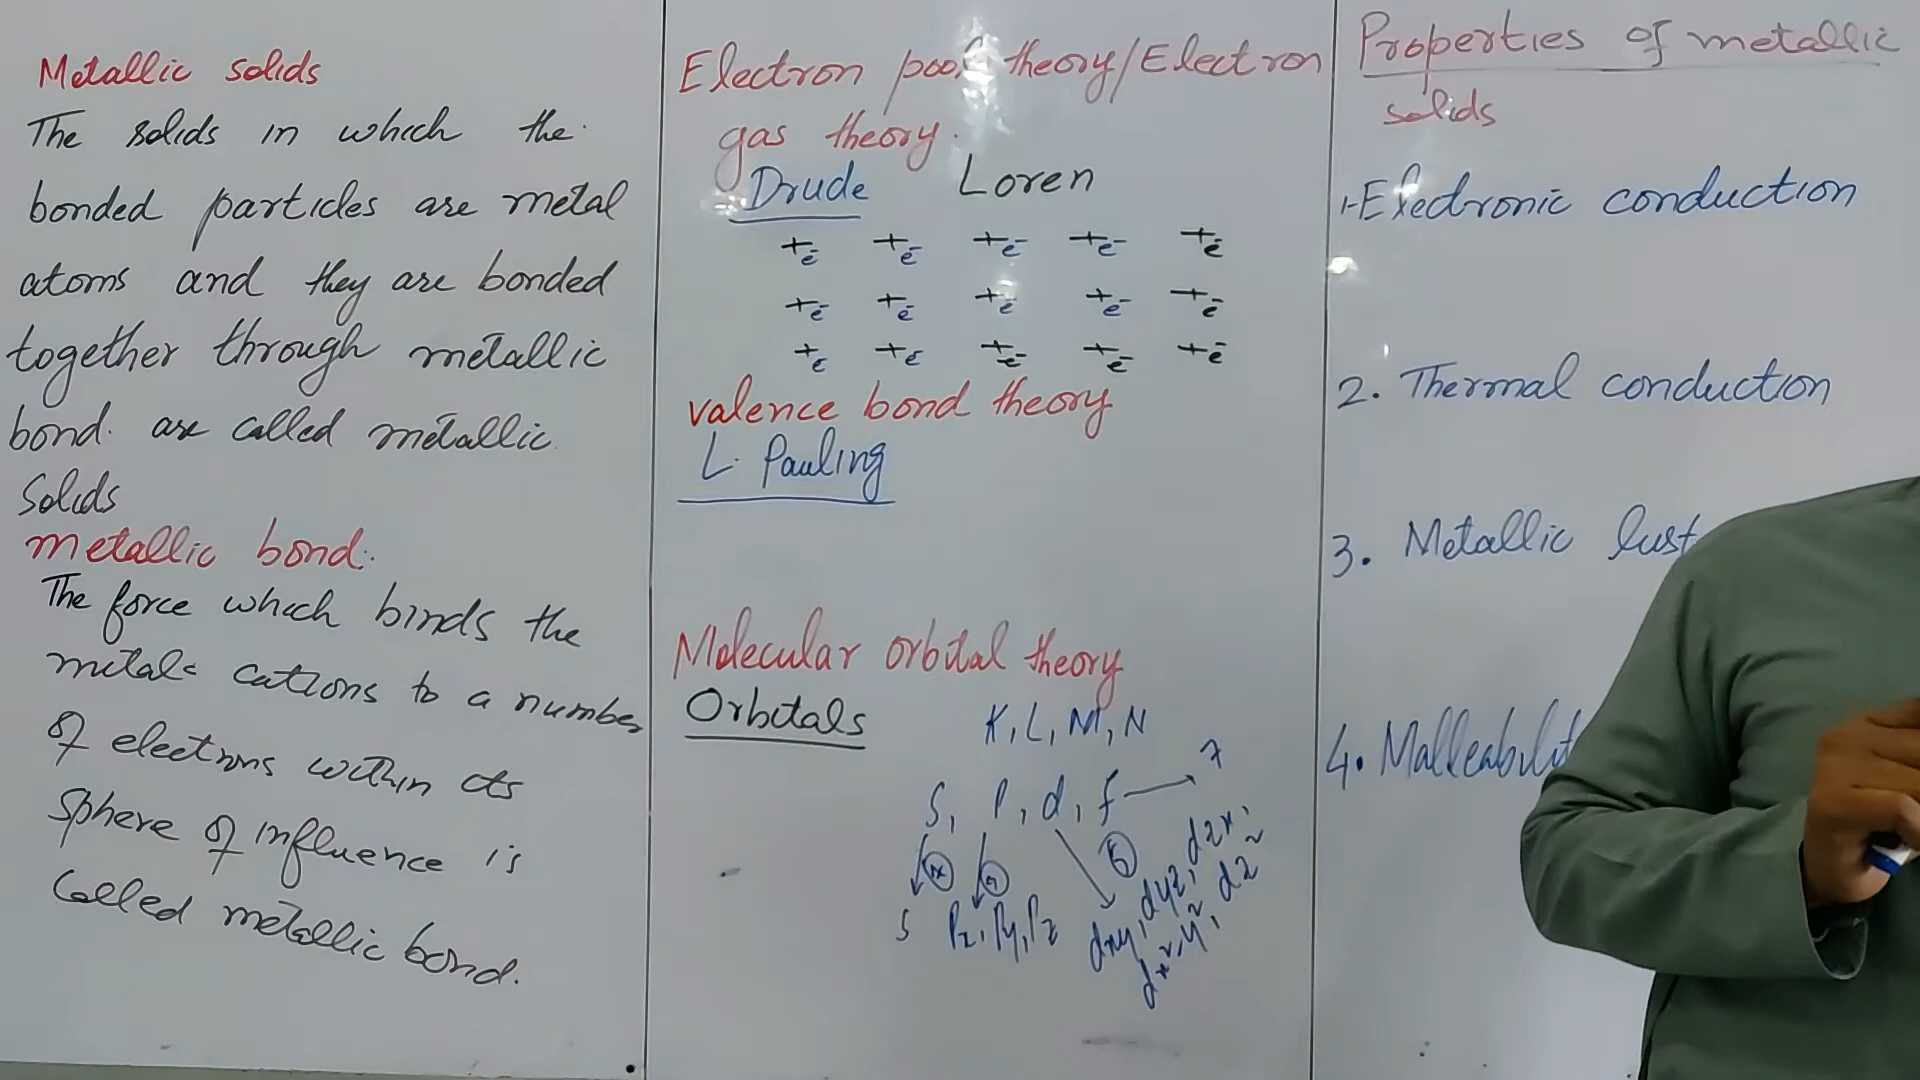 Metallic solids
The solids in which the
bonded particles are metal
atoms and they are bonded
together through metallic
bond. are called metallic
Solids
metallic bond.
The force which binds the
metals cations to a number
of electrons within its
sphere of influence is
Called metallic bond.
Electron pool theory/Electron
gas theory.
Drude Loren
+e- +e- +e- +e- +e-
+e- +e- +e- +e- +e-
+e- +e- +e- +e- +e-
valence bond theory
L. Pauling
Molecular orbital theory
Orbitals K, L, M, N
S, P, d, f → 7
5
S Px, Py, Pz dxy, dyz, dzx,
dx²-y², dz²
Properties of metallic
solids
1-Electronic conduction
2. Thermal conduction
3. Metallic lust
4. Malleabilit